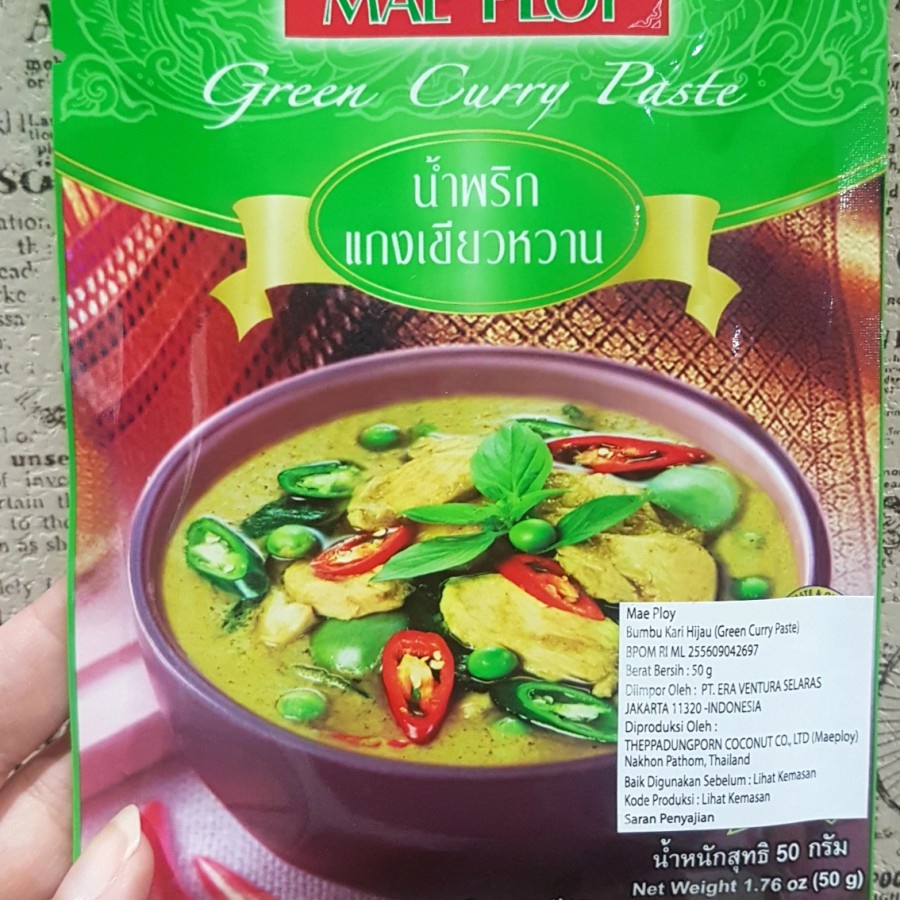 MAE PLOY
Green Curry Paste
น้ำพริก
แกงเขียวหวาน
Mae Ploy
Bumbu Kari Hijau (Green Curry Paste)
BPOM RI ML 255609042697
Berat Bersih : 50 g
Diimpor Oleh : PT. ERA VENTURA SELARAS
JAKARTA 11320 -INDONESIA
Diproduksi Oleh :
THEPPADUNGPORN COCONUT CO., LTD (Maeploy)
Nakhon Pathom, Thailand
Baik Digunakan Sebelum : Lihat Kemasan
Kode Produksi : Lihat Kemasan
Saran Penyajian
น้ำหนักสุทธิ 50 กรัม
Net Weight 1.76 oz (50 g)
unse